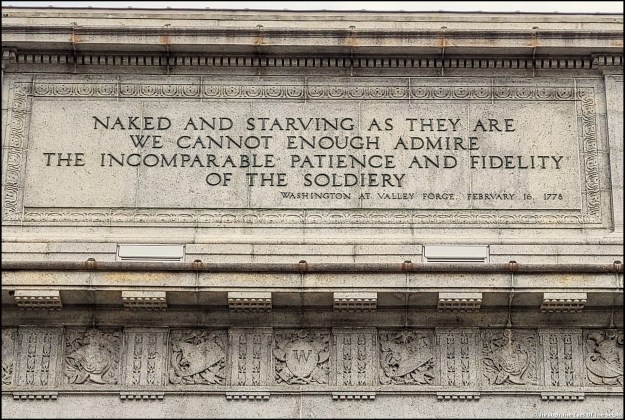 NAKED AND STARVING AS THEY ARE
WE CANNOT ENOUGH ADMIRE
THE INCOMPARABLE PATIENCE AND FIDELITY
OF THE SOLDIERY
WASHINGTON AT VALLEY FORGE, FEBRUARY 16, 1778
W